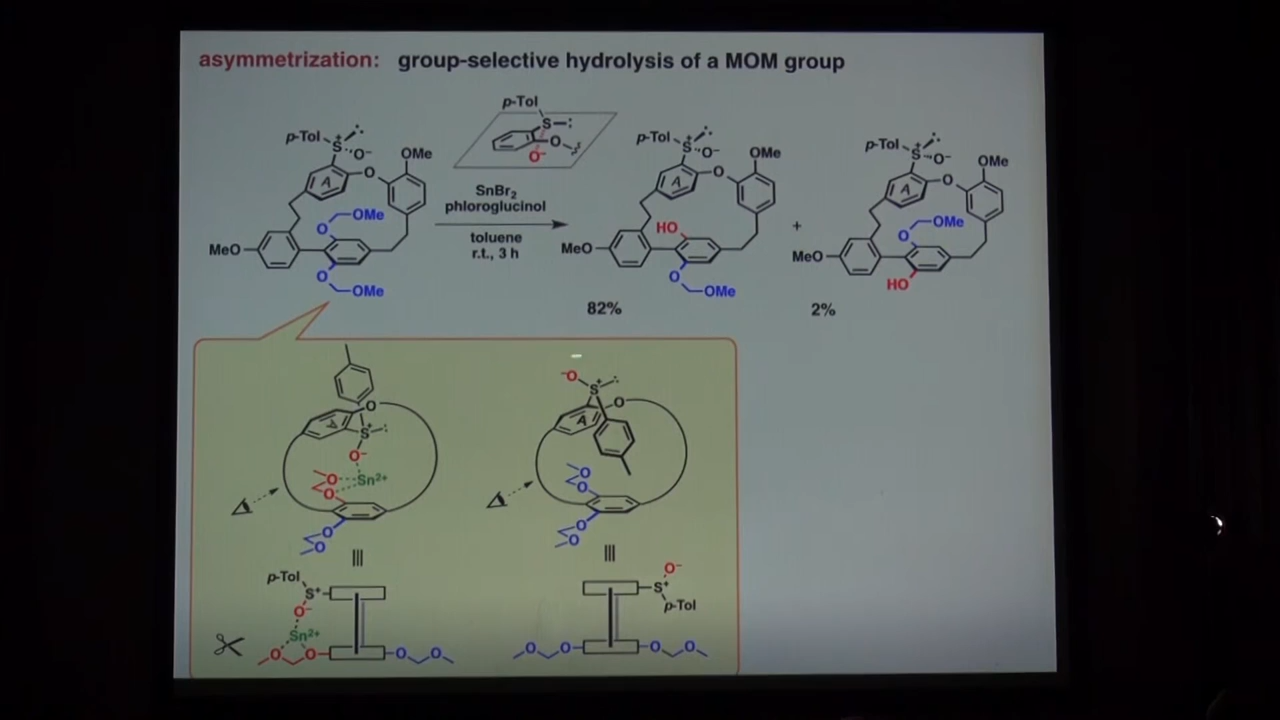 asymmetrization: group-selective hydrolysis of a MOM group
p-Tol
S+
O
O−
p-Tol
S+
O−
OMe
A
O
O
OMe
MeO
O
OMe
SnBr2
phloroglucinol
toluene
r.t., 3 h
p-Tol
S+
O−
OMe
A
O
HO
MeO
O
OMe
82%
+
p-Tol
S+
O−
OMe
A
O
O
OMe
MeO
HO
2%
O
A
S+
O−
O
Sn2+
O
O
O
−O
S+
O
A
O
O
O
O
p-Tol
S+
O−
Sn2+
O
O
O
O
O−
S+
p-Tol
O
O
O
O